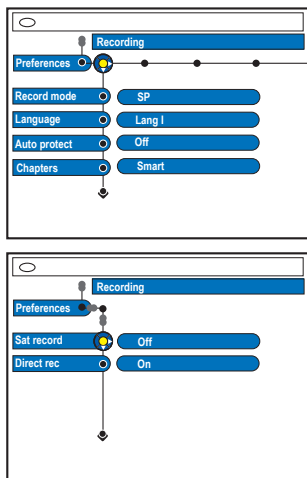 Recording
Preferences
Record mode SP
Language Lang I
Auto protect Off
Chapters Smart
Recording
Preferences
Sat record Off
Direct rec On